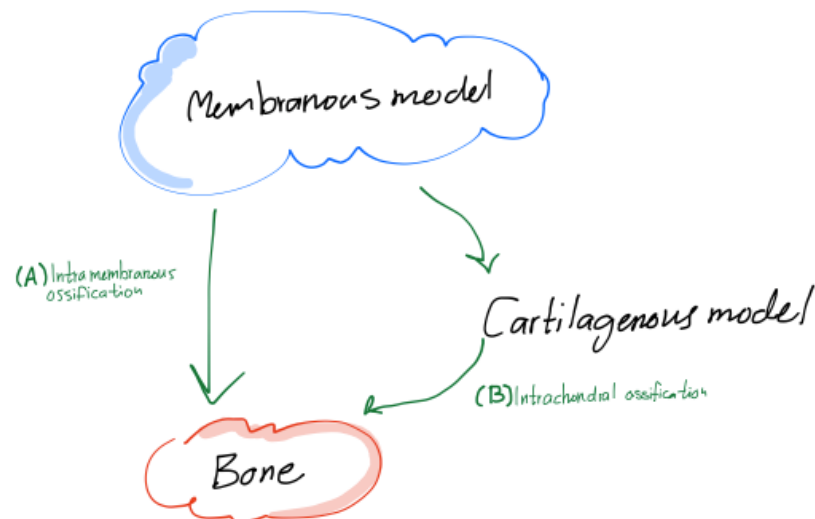 Membranous model
(A) Intramembranous
ossification
Cartilagenous model
(B) Intrachondral ossification
Bone